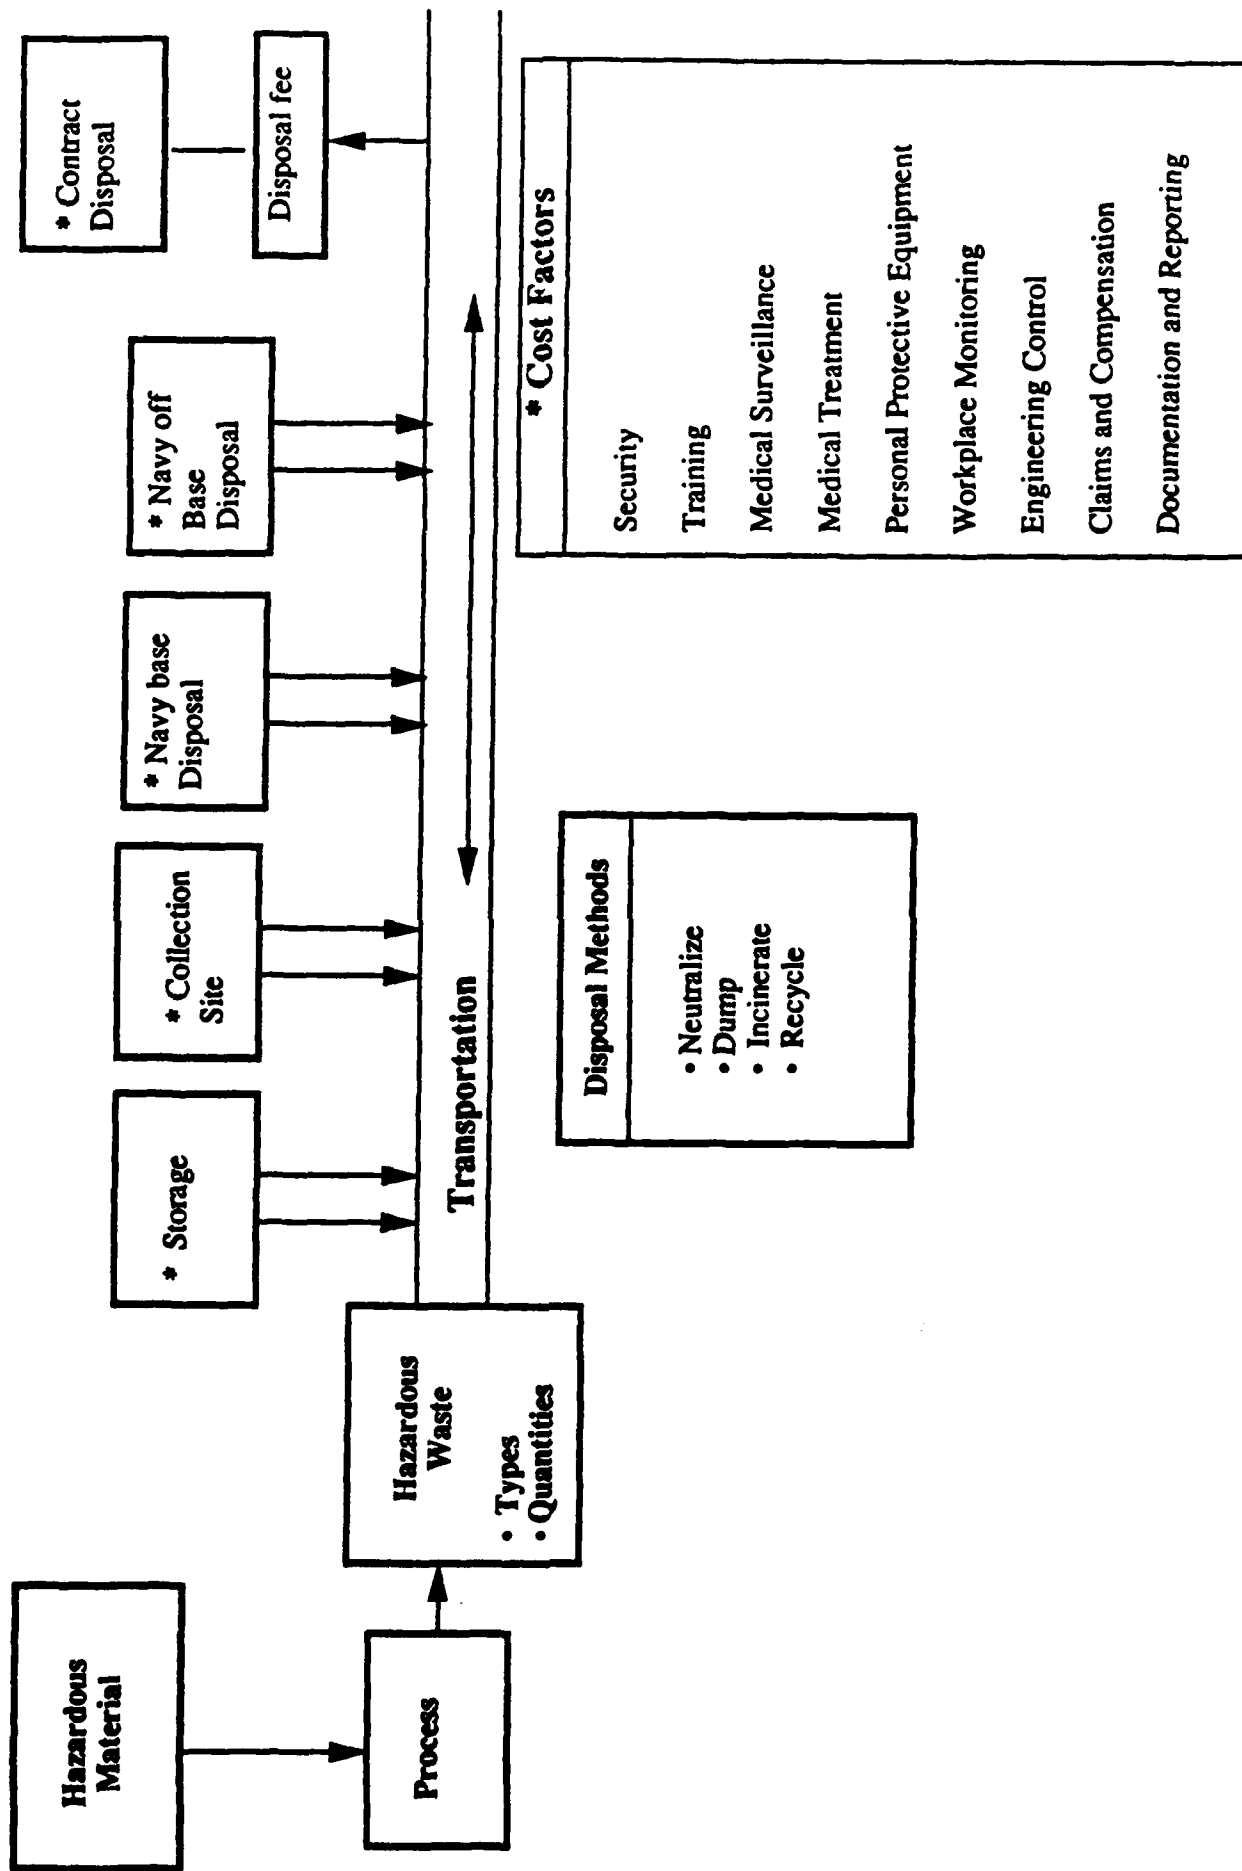 Hazardous
Material
Process
Hazardous
Waste
• Types
• Quantities
* Storage
* Collection
Site
* Navy base
Disposal
* Navy off
Base
Disposal
* Contract
Disposal
Disposal fee
Transportation
Disposal Methods
• Neutralize
• Dump
• Incinerate
• Recycle
* Cost Factors
Security
Training
Medical Surveillance
Medical Treatment
Personal Protective Equipment
Workplace Monitoring
Engineering Control
Claims and Compensation
Documentation and Reporting